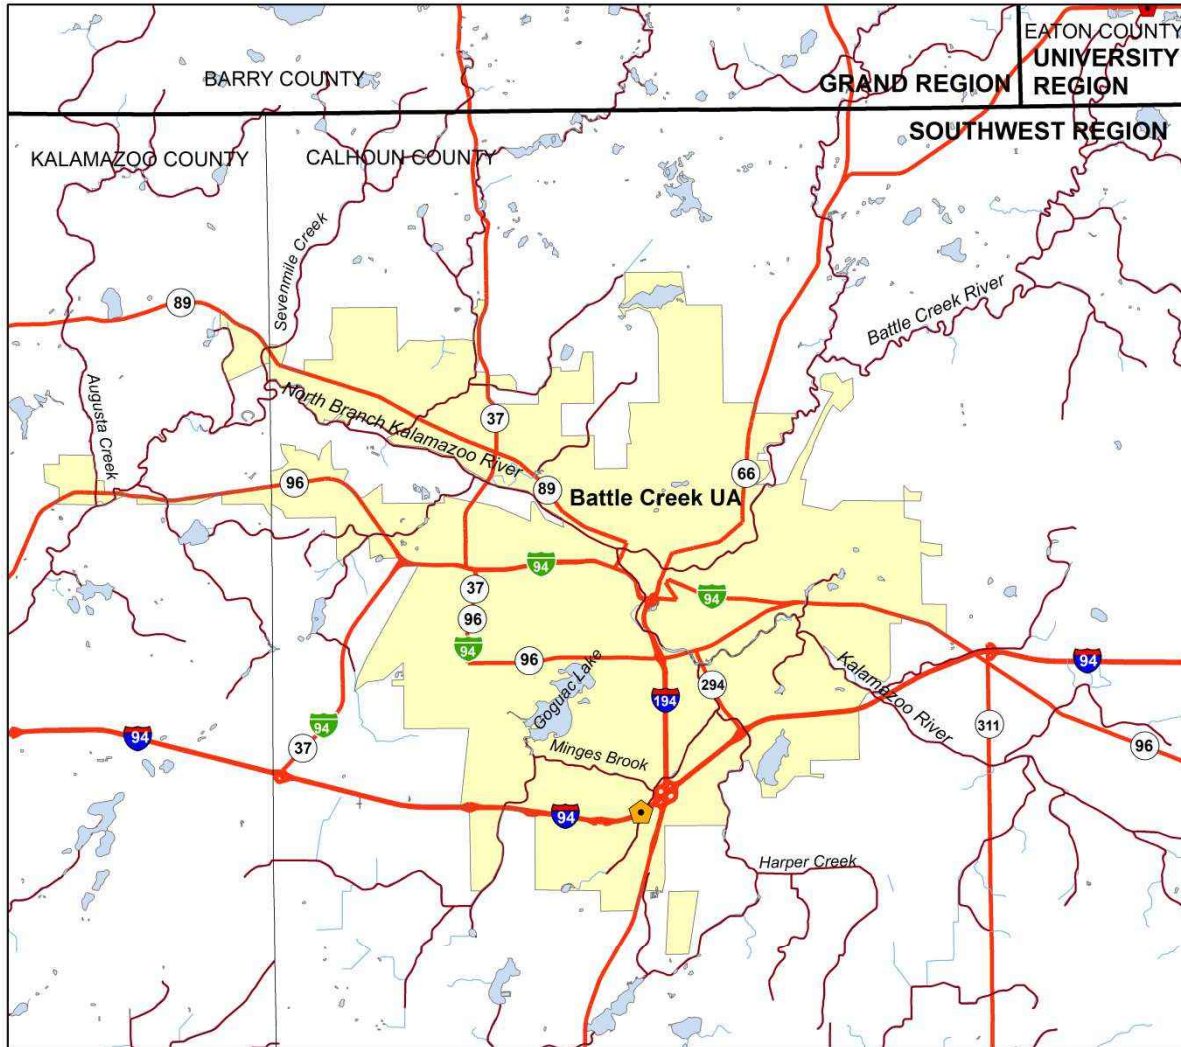 EATON COUNTY
UNIVERSITY
REGION
BARRY COUNTY
GRAND REGION
SOUTHWEST REGION
KALAMAZOO COUNTY
CALHOUN COUNTY
Sevenmile Creek
89
Battle Creek River
Augusta Creek
North Branch Kalamazoo River
37
66
96
89
Battle Creek UA
94
37
94
96
94
96
Kalamazoo River
94
Goguac Lake
294
194
94
37
94
311
96
Minges Brook
94
Harper Creek